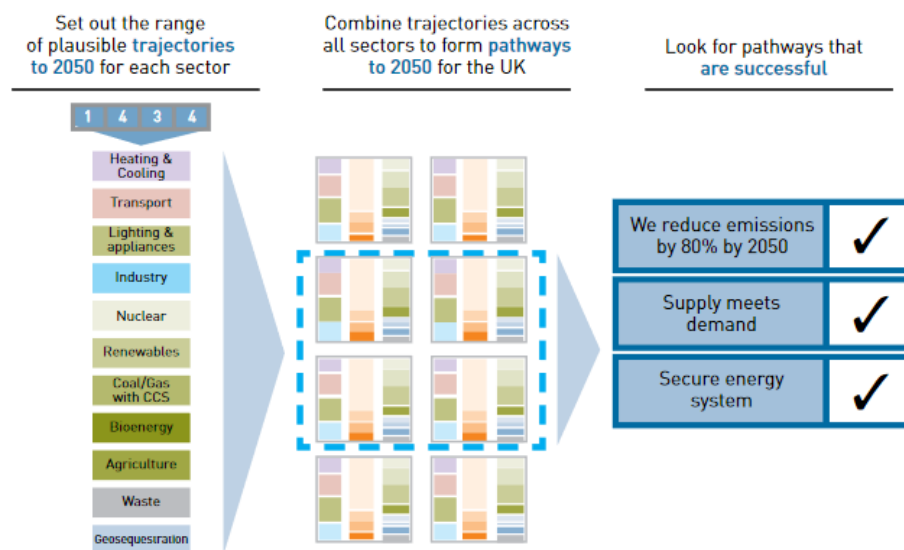 Set out the range
of plausible trajectories
to 2050 for each sector
Combine trajectories across
all sectors to form pathways
to 2050 for the UK
Look for pathways that
are successful
1 4 3 4
Heating &
Cooling
Transport
Lighting &
appliances
Industry
Nuclear
Renewables
Coal/Gas
with CCS
Bioenergy
Agriculture
Waste
Geosequestration
We reduce emissions
by 80% by 2050
Supply meets
demand
Secure energy
system